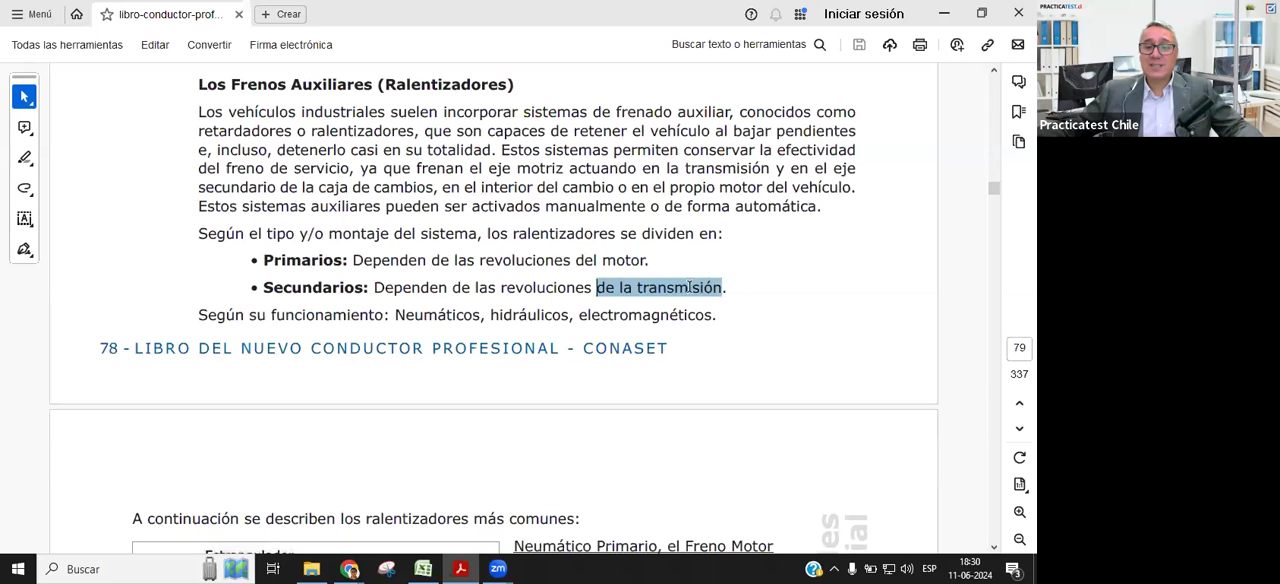 Menú
libro-conductor-prof...
Crear
Iniciar sesión
Todas las herramientas
Editar
Convertir
Firma electrónica
Buscar texto o herramientas
PRACTICATEST.cl
Practicatest Chile
Los Frenos Auxiliares (Ralentizadores)
Los vehículos industriales suelen incorporar sistemas de frenado auxiliar, conocidos como
retardadores o ralentizadores, que son capaces de retener el vehículo al bajar pendientes
e, incluso, detenerlo casi en su totalidad. Estos sistemas permiten conservar la efectividad
del freno de servicio, ya que frenan el eje motriz actuando en la transmisión y en el eje
secundario de la caja de cambios, en el interior del cambio o en el propio motor del vehículo.
Estos sistemas auxiliares pueden ser activados manualmente o de forma automática.
Según el tipo y/o montaje del sistema, los ralentizadores se dividen en:
• Primarios: Dependen de las revoluciones del motor.
• Secundarios: Dependen de las revoluciones de la transmisión.
Según su funcionamiento: Neumáticos, hidráulicos, electromagnéticos.
78 - LIBRO DEL NUEVO CONDUCTOR PROFESIONAL - CONASET
79
337
A continuación se describen los ralentizadores más comunes:
Estrangulador
Neumático Primario, el Freno Motor
Buscar
ESP
18:30
11-06-2024
3